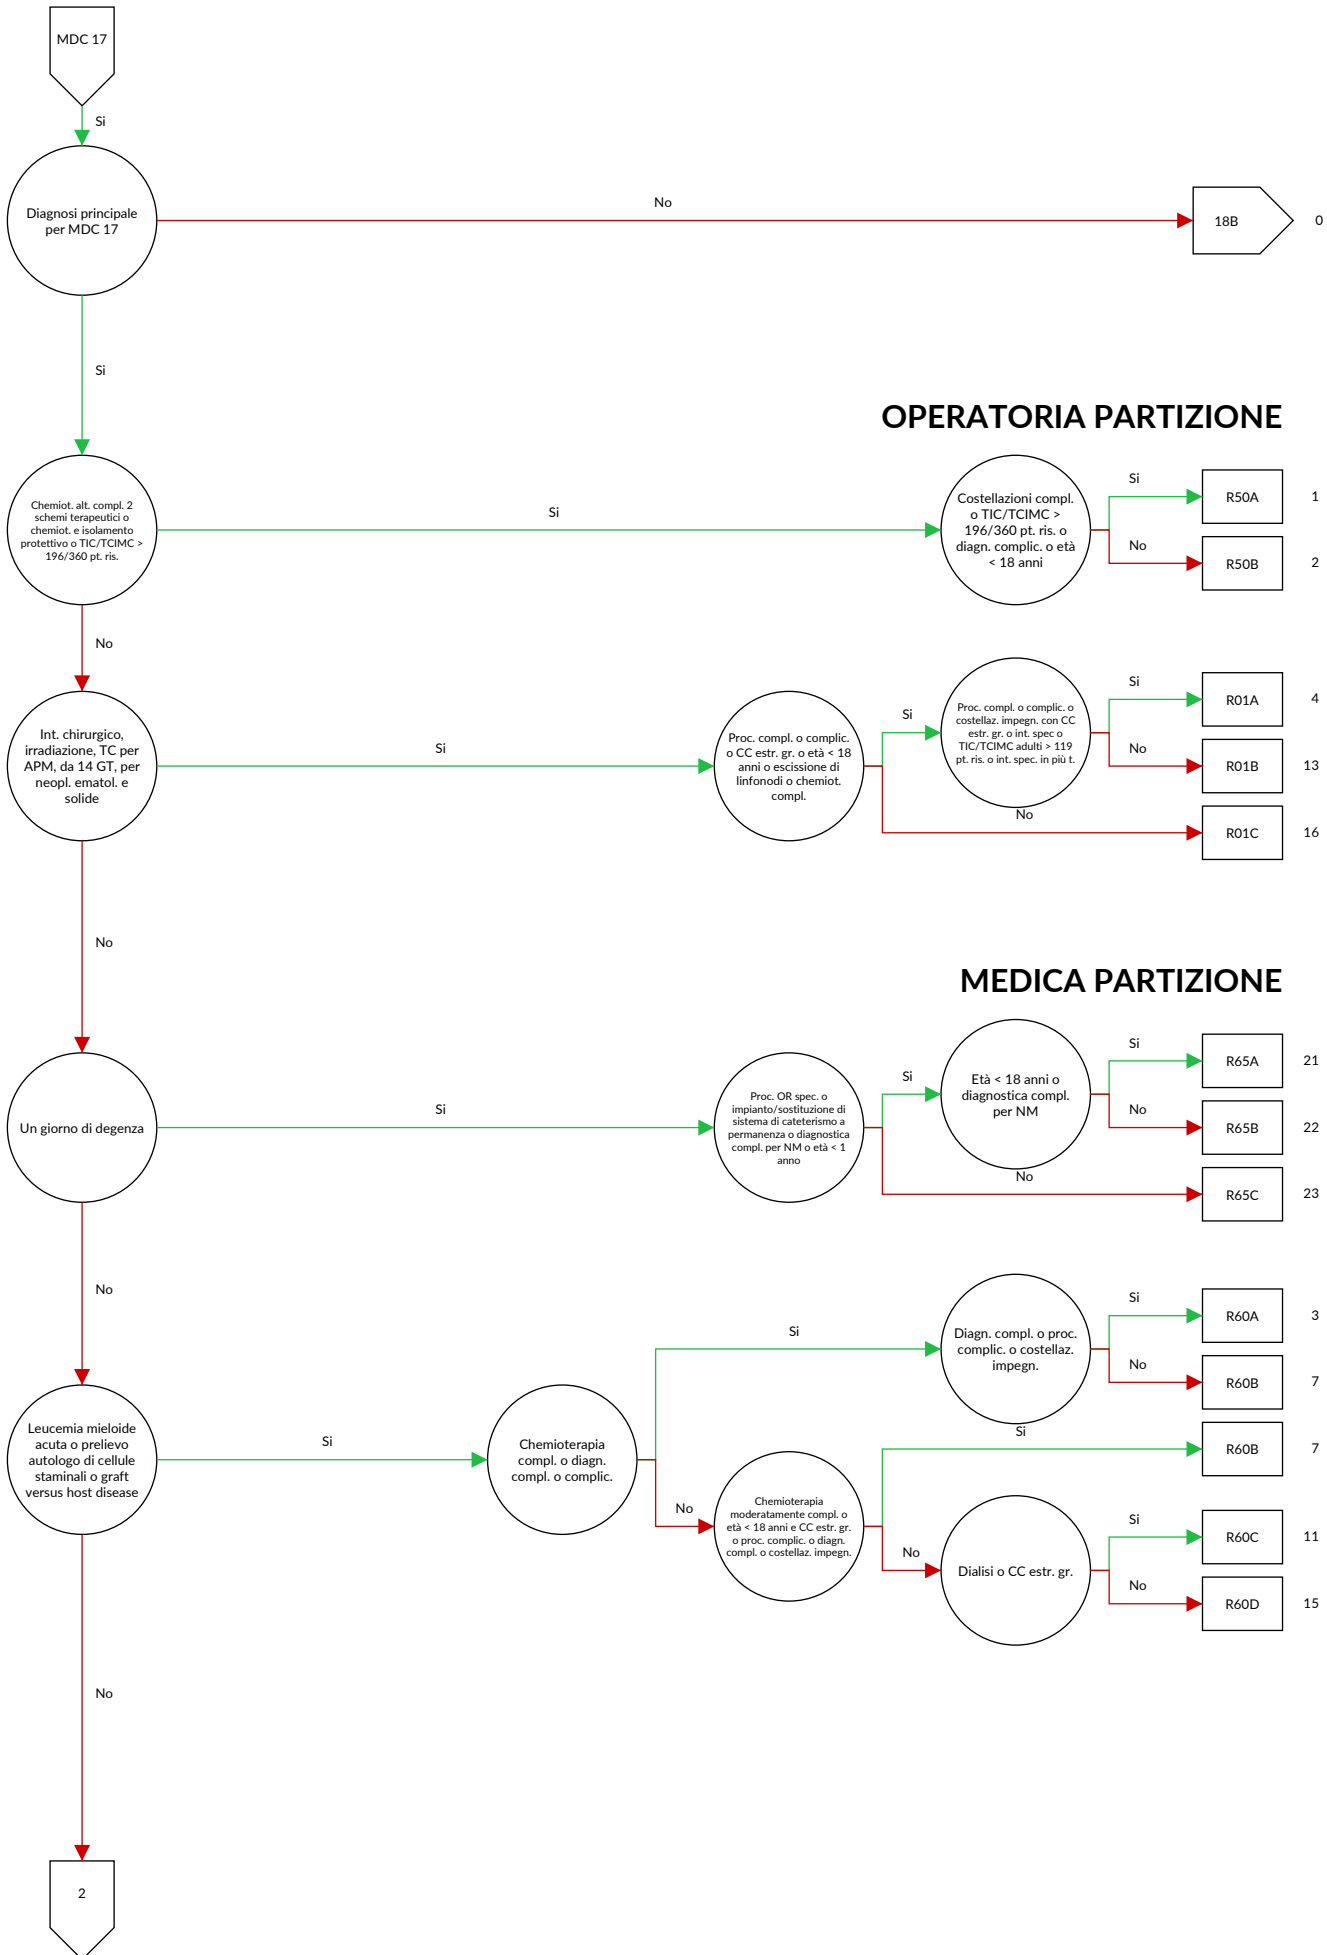 MDC 17
Si
Diagnosi principale
per MDC 17
No
18B
0
Si
OPERATORIA PARTIZIONE
Chemiot. alt. compl. 2
schemi terapeutici o
chemiot. e isolamento
protettivo o TIC/TCIMC >
196/360 pt. ris.
Si
Costellazioni compl.
o TIC/TCIMC >
196/360 pt. ris. o
diagn. complic. o età
< 18 anni
Si
R50A
1
No
R50B
2
No
Int. chirurgico,
irradiazione, TC per
APM, da 14 GT, per
neopl. ematol. e
solide
Si
Proc. compl. o complic.
o CC estr. gr. o età < 18
anni o escissione di
linfonodi o chemiot.
compl.
Si
Proc. compl. o complic. o
costellaz. impegn. con CC
estr. gr. o int. spec o
TIC/TCIMC adulti > 119
pt. ris. o int. spec. in più t.
Si
R01A
4
No
R01B
13
No
R01C
16
No
MEDICA PARTIZIONE
Un giorno di degenza
Si
Proc. OR spec. o
impianto/sostituzione di
sistema di cateterismo a
permanenza o diagnostica
compl. per NM o età < 1
anno
Si
Età < 18 anni o
diagnostica compl.
per NM
Si
R65A
21
No
R65B
22
No
R65C
23
No
Leucemia mieloide
acuta o prelievo
autologo di cellule
staminali o graft
versus host disease
Si
Chemioterapia
compl. o diagn.
compl. o complic.
Si
Diagn. compl. o proc.
complic. o costellaz.
impegn.
Si
R60A
3
No
R60B
7
No
Chemioterapia
moderatamente compl. o
età < 18 anni e CC estr. gr.
o proc. complic. o diagn.
compl. o costellaz. impegn.
Si
R60B
7
No
Dialisi o CC estr. gr.
Si
R60C
11
No
R60D
15
No
2